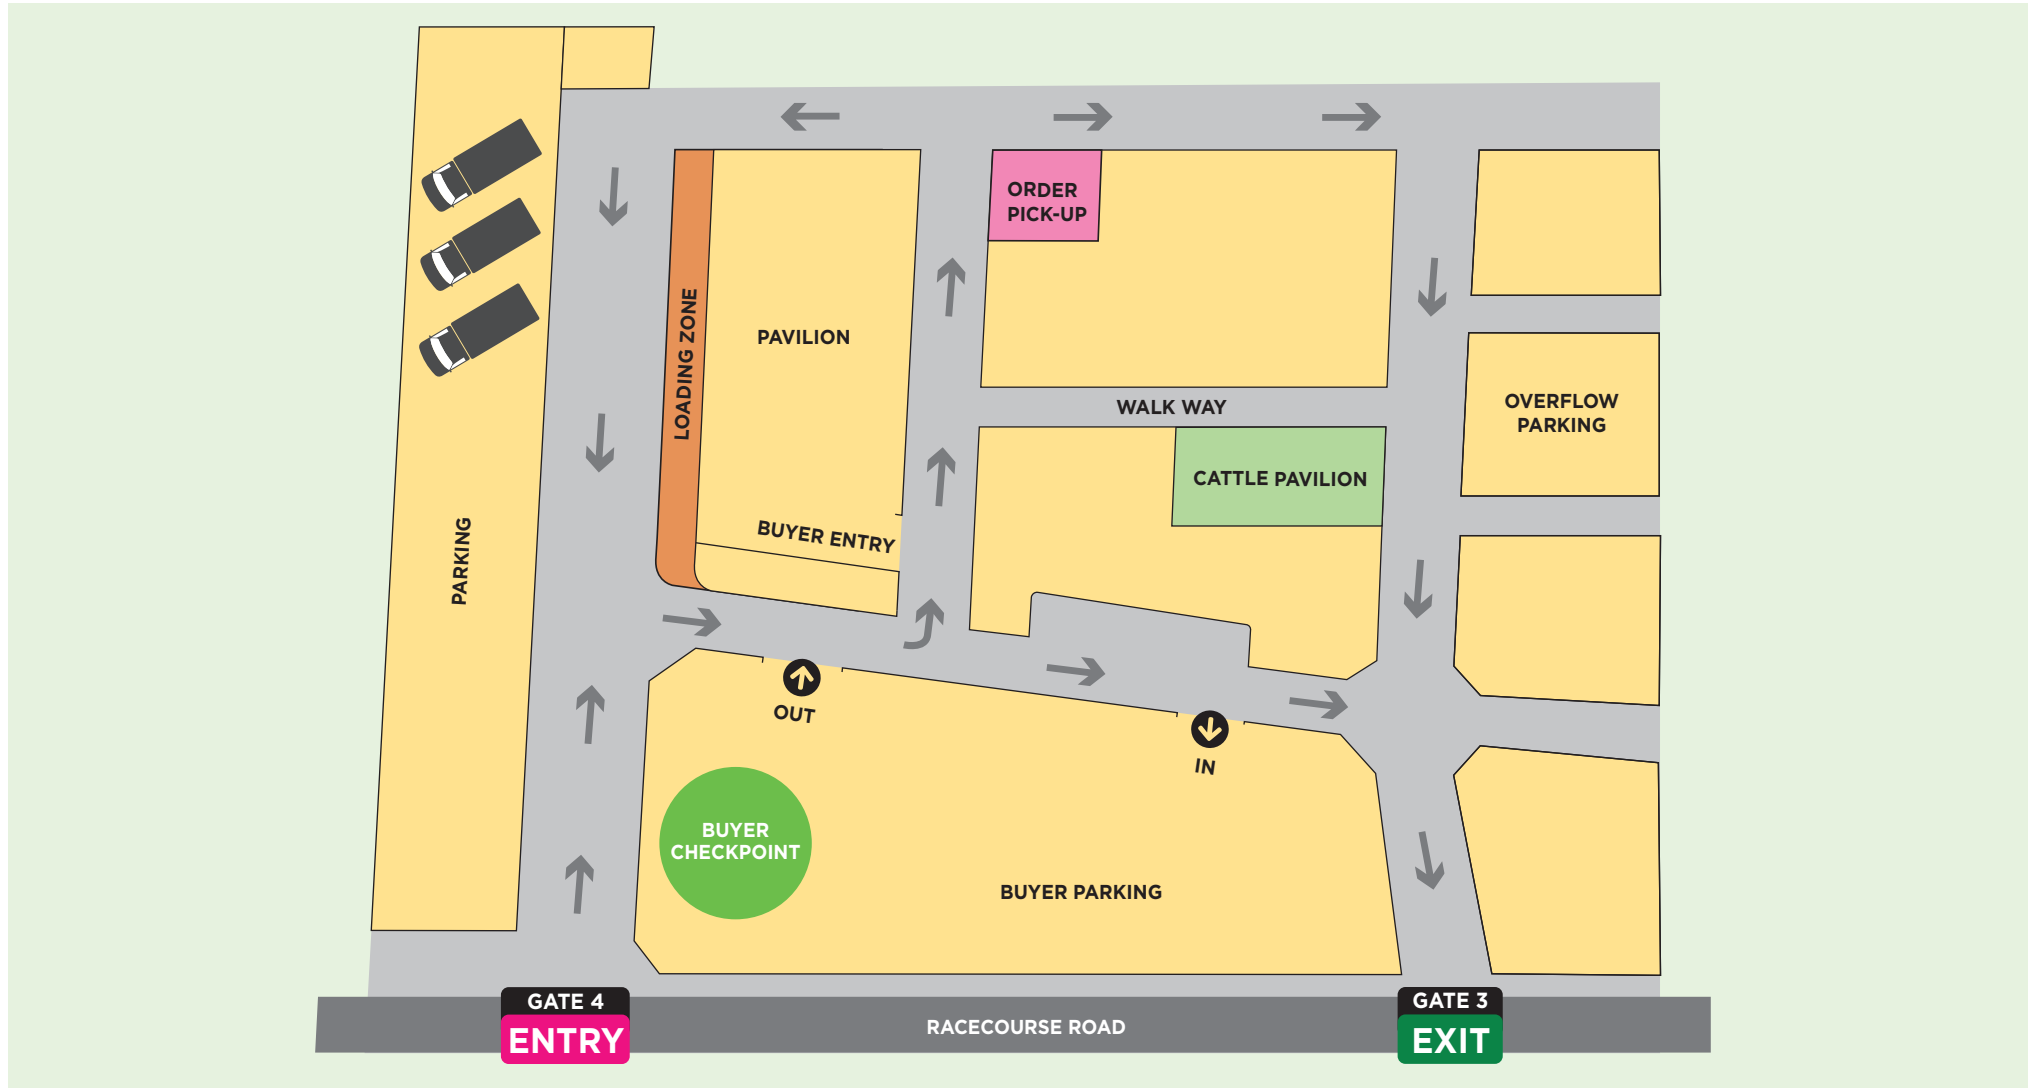 ORDER
PICK-UP
LOADING ZONE
PAVILION
WALK WAY
OVERFLOW
PARKING
CATTLE PAVILION
BUYER ENTRY
PARKING
OUT
IN
BUYER
CHECKPOINT
BUYER PARKING
GATE 4
ENTRY
RACECOURSE ROAD
GATE 3
EXIT